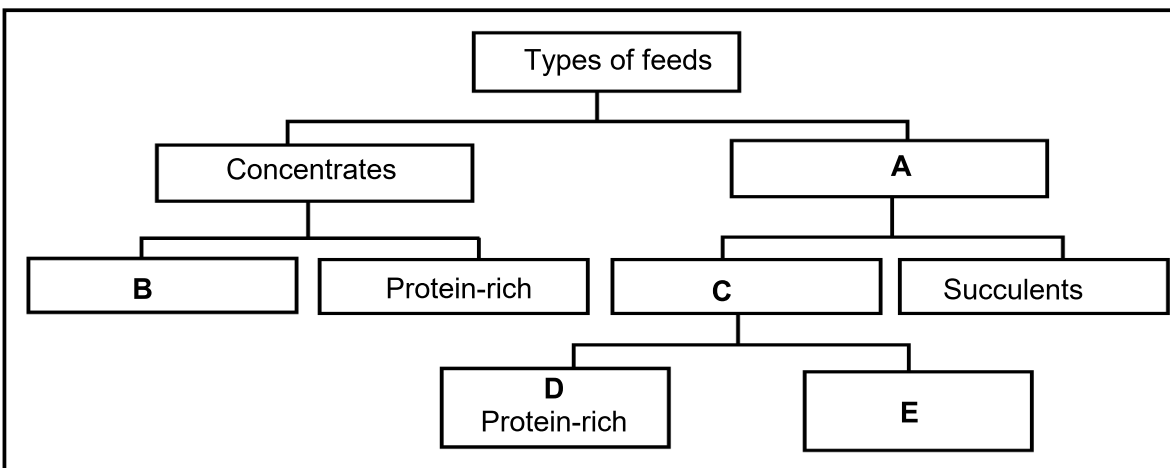 Types of feeds
Concentrates
A
B
Protein-rich
C
Succulents
D
Protein-rich
E